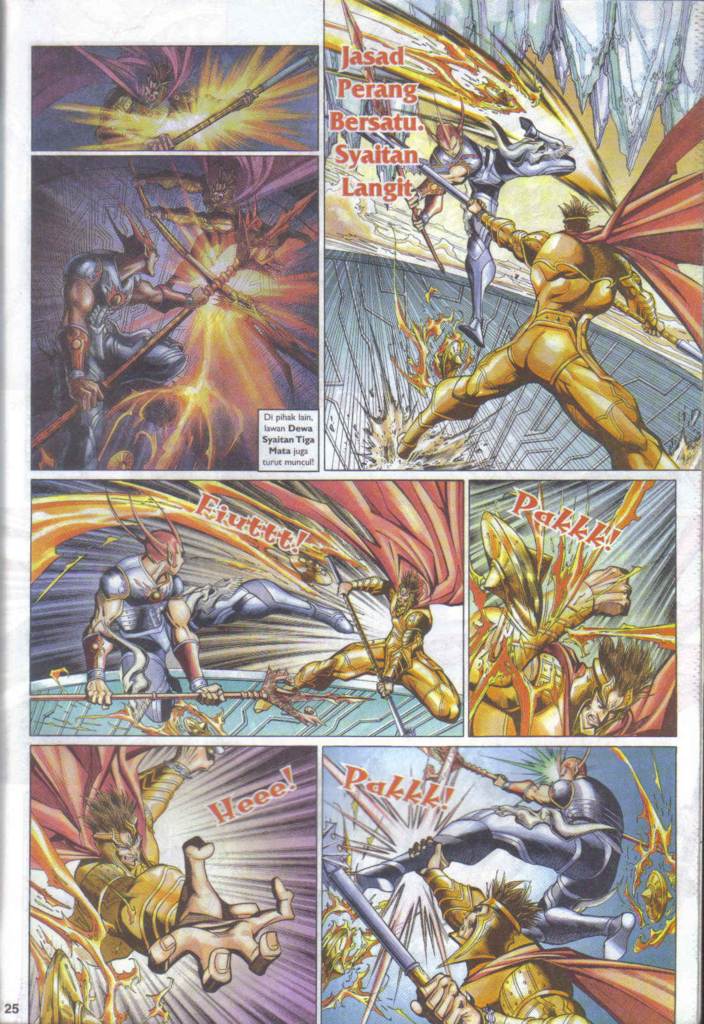 Jasad
Perang
Bersatu.
Syaitan
Langit
Di pihak lain,
lawan Dewa
Syaitan Tiga
Mata juga
turut muncul!
Fiuttt!
Pakkk!
Heee!
Pakkk!
25